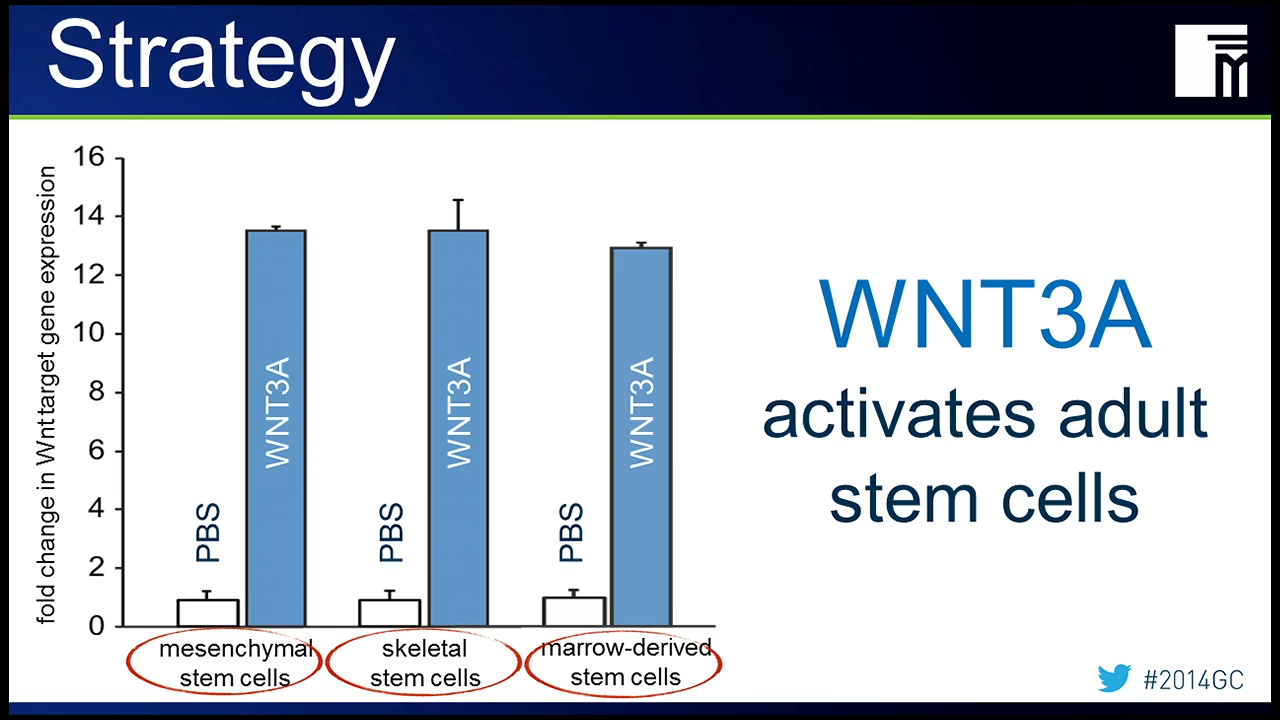 Strategy
fold change in Wnt target gene expression
16
14
12
10
8
6
4
2
0
PBS
WNT3A
PBS
WNT3A
PBS
WNT3A
mesenchymal
stem cells
skeletal
stem cells
marrow-derived
stem cells
WNT3A
activates adult
stem cells
#2014GC